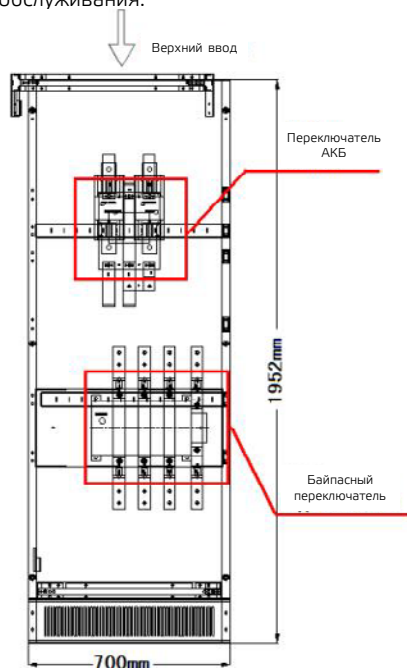 обслуживания.
Верхний ввод
Переключатель
АКБ
1952mm
Байпасный
переключатель
700mm